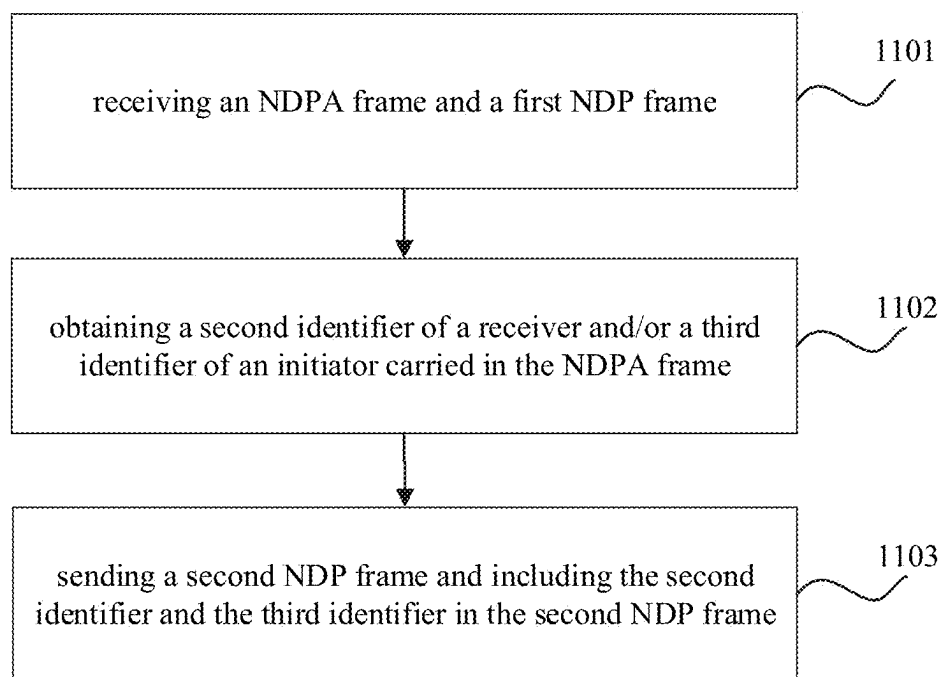 receiving an NDPA frame and a first NDP frame
1101
obtaining a second identifier of a receiver and/or a third
identifier of an initiator carried in the NDPA frame
1102
sending a second NDP frame and including the second
identifier and the third identifier in the second NDP frame
1103